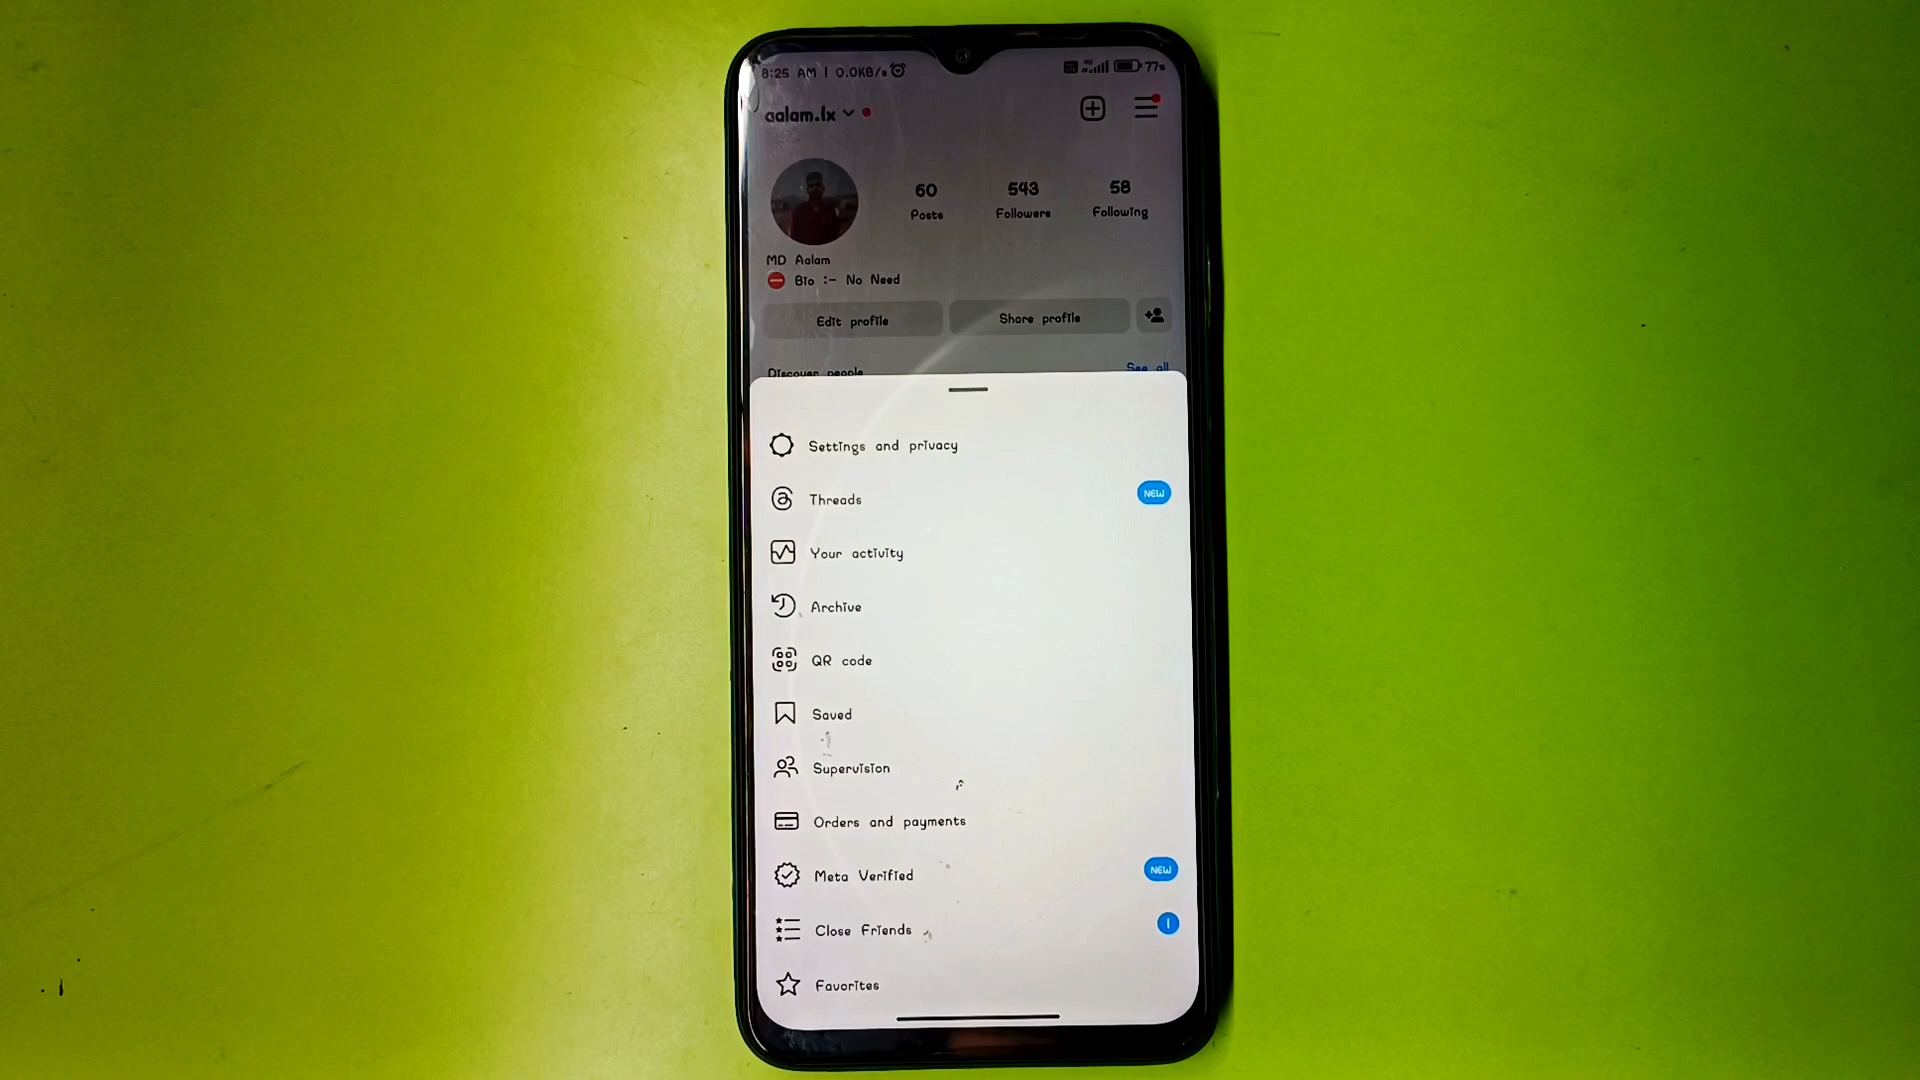 8:25 AM | 0.0KB/s 77%
aalam.lx
60 543 58
Posts Followers Following
MD Aalam
Bio :- No Need
Edit profile Share profile
Discover people See all
Settings and privacy
Threads NEW
Your activity
Archive
QR code
Saved
Supervision
Orders and payments
Meta Verified NEW
Close Friends 1
Favorites